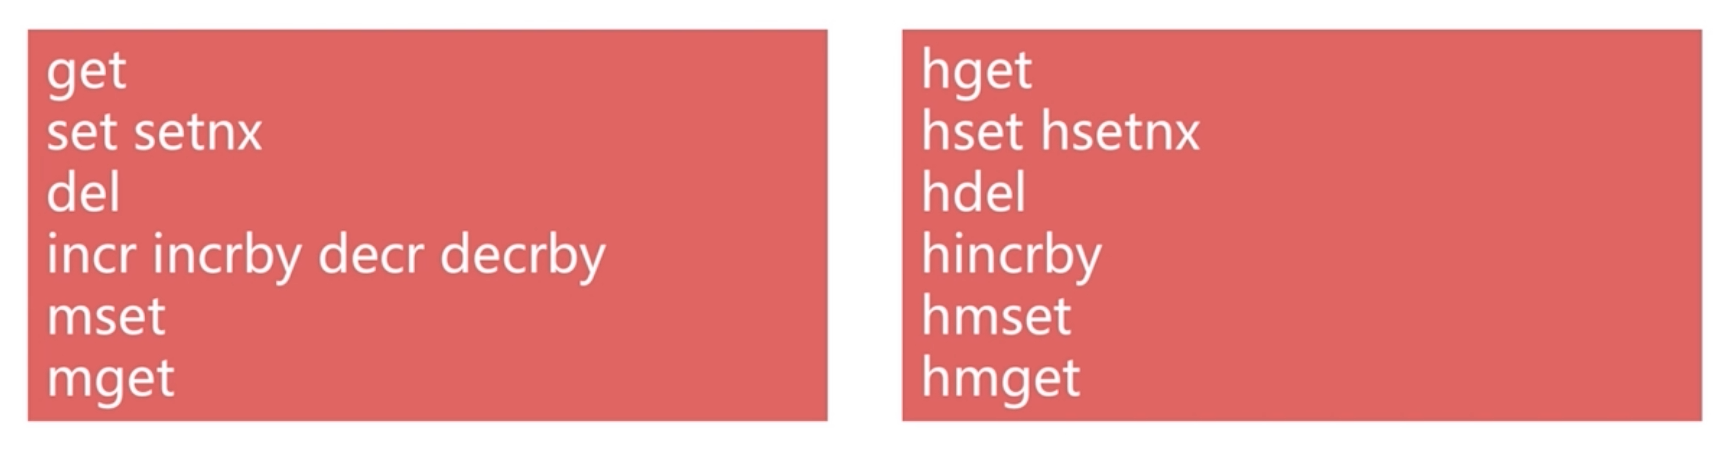 get
set setnx
del
incr incrby decr decrby
mset
mget
hget
hset hsetnx
hdel
hincrby
hmset
hmget